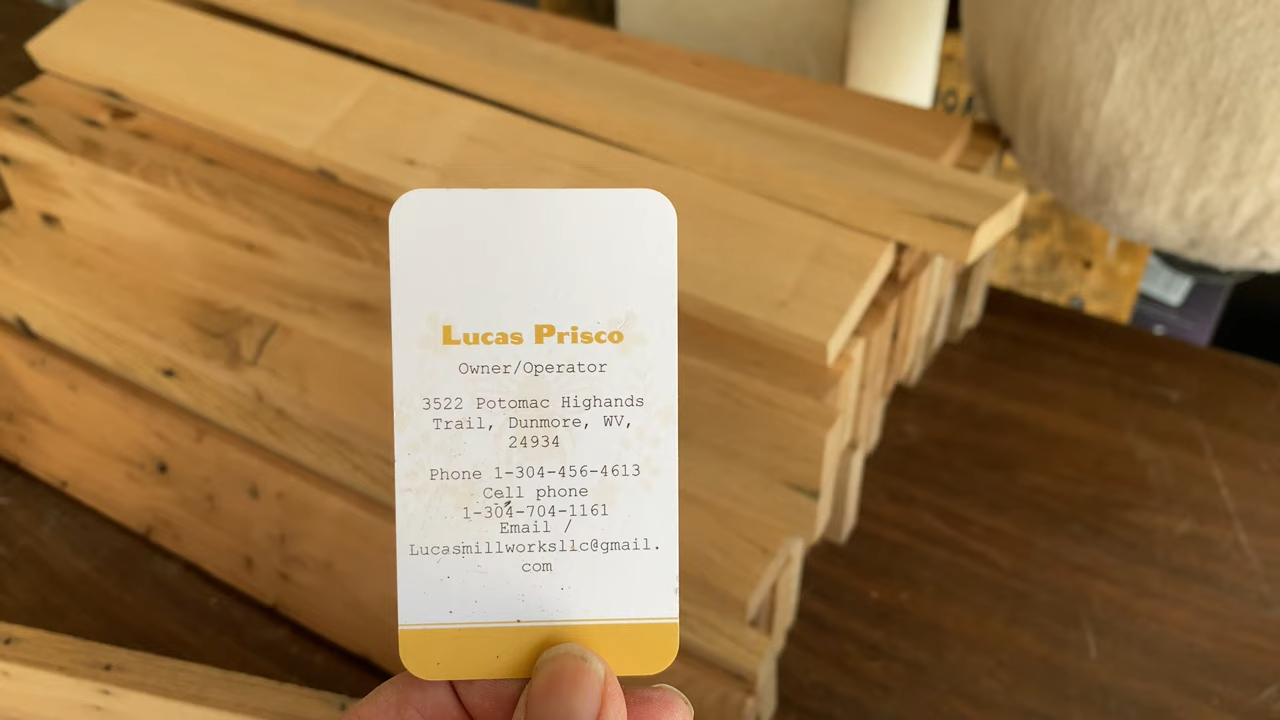 Lucas Prisco
Owner/Operator
3522 Potomac Highands
Trail, Dunmore, WV,
24934
Phone 1-304-456-4613
Cell phone
1-304-704-1161
Email /
Lucasmillworksllc@gmail.
com